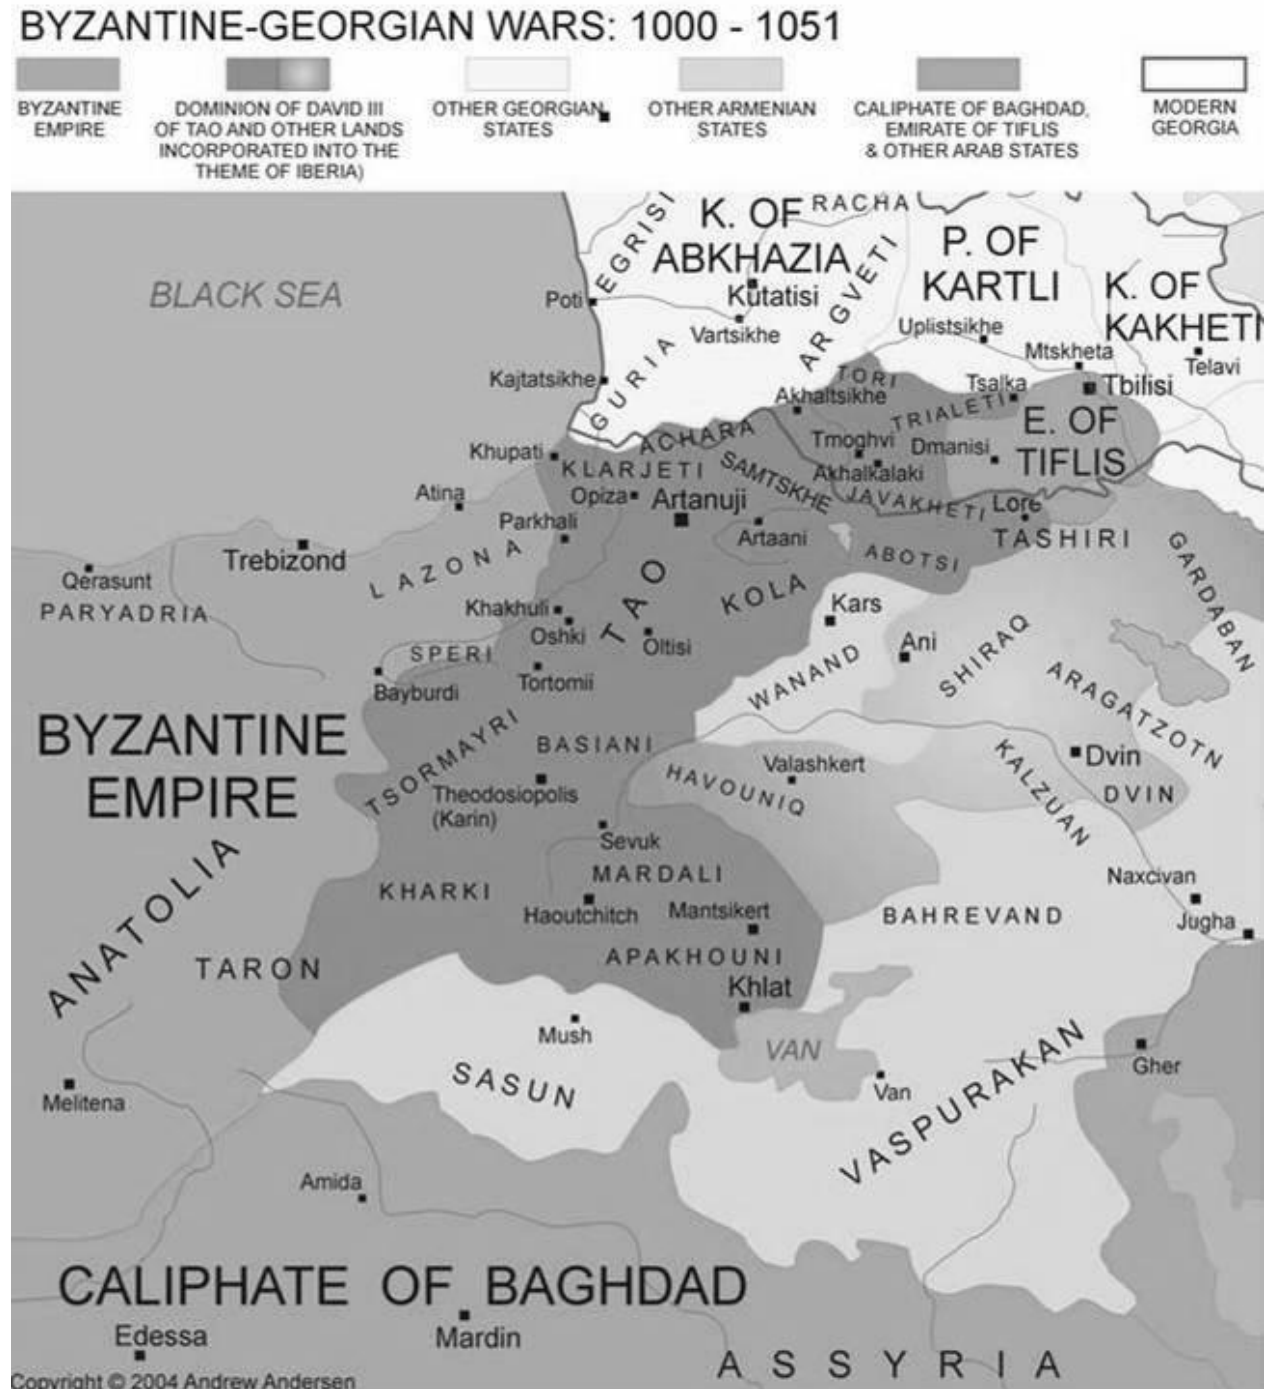 BYZANTINE-GEORGIAN WARS: 1000 - 1051
BYZANTINE
EMPIRE
DOMINION OF DAVID III
OF TAO AND OTHER LANDS
INCORPORATED INTO THE
THEME OF IBERIA)
OTHER GEORGIAN
STATES
OTHER ARMENIAN
STATES
CALIPHATE OF BAGHDAD,
EMIRATE OF TIFLIS
& OTHER ARAB STATES
MODERN
GEORGIA
BLACK SEA
EGRISI
K. OF
ABKHAZIA
RACHA
P. OF
KARTLI
K. OF
KAKHETI
Poti
Kutatisi
Vartsikhe
ARGVETI
Uplistsikhe
Mtskheta
Telavi
Kajtatsikhe
GURIA
TORI
Akhaltsikhe
Tsalka
Tbilisi
TRIALETI
E. OF
TIFLIS
ACHARA
Tmoghvi
Dmanisi
Khupati
KLARJETI
SAMTSKHE
Akhalkalaki
Atina
Opiza
Artanuji
JAVAKHETI
Lore
Parkhali
Artaani
TASHIRI
Trebizond
LAZONA
ABOTSI
GARDABAN
Qerasunt
PARYADRIA
TAO
KOLA
Khakhuli
Kars
Oshki
Oltisi
Ani
SHIRAQ
SPERI
WANAND
ARAGATZOTN
Bayburdi
Tortomii
BYZANTINE
EMPIRE
TSORMAYRI
BASIANI
Dvin
HAVOUNIQ
Valashkert
KALZUAN
DVIN
Theodosiopolis
(Karin)
Sevuk
ANATOLIA
MARDALI
KHARKI
Naxcivan
Haoutchitch
Mantsikert
BAHREVAND
Jugha
TARON
APAKHOUNI
Khlat
Mush
VAN
Gher
SASUN
Van
Melitena
VASPURAKAN
Amida
CALIPHATE OF BAGHDAD
Edessa
Mardin
ASSYRIA
Copyright © 2004 Andrew Andersen